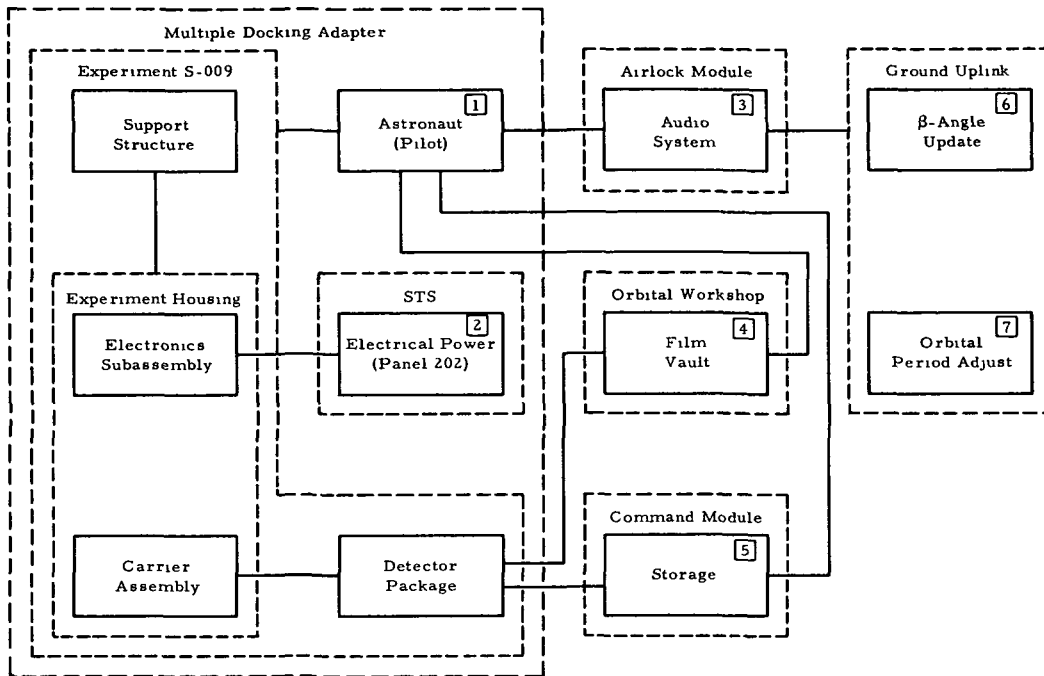 Multiple Docking Adapter
Experiment S-009
Support
Structure
1
Astronaut
(Pilot)
Airlock Module
3
Audio
System
Ground Uplink
6
β-Angle
Update
Experiment Housing
Electronics
Subassembly
STS
2
Electrical Power
(Panel 202)
Orbital Workshop
4
Film
Vault
7
Orbital
Period Adjust
Carrier
Assembly
Detector
Package
Command Module
5
Storage